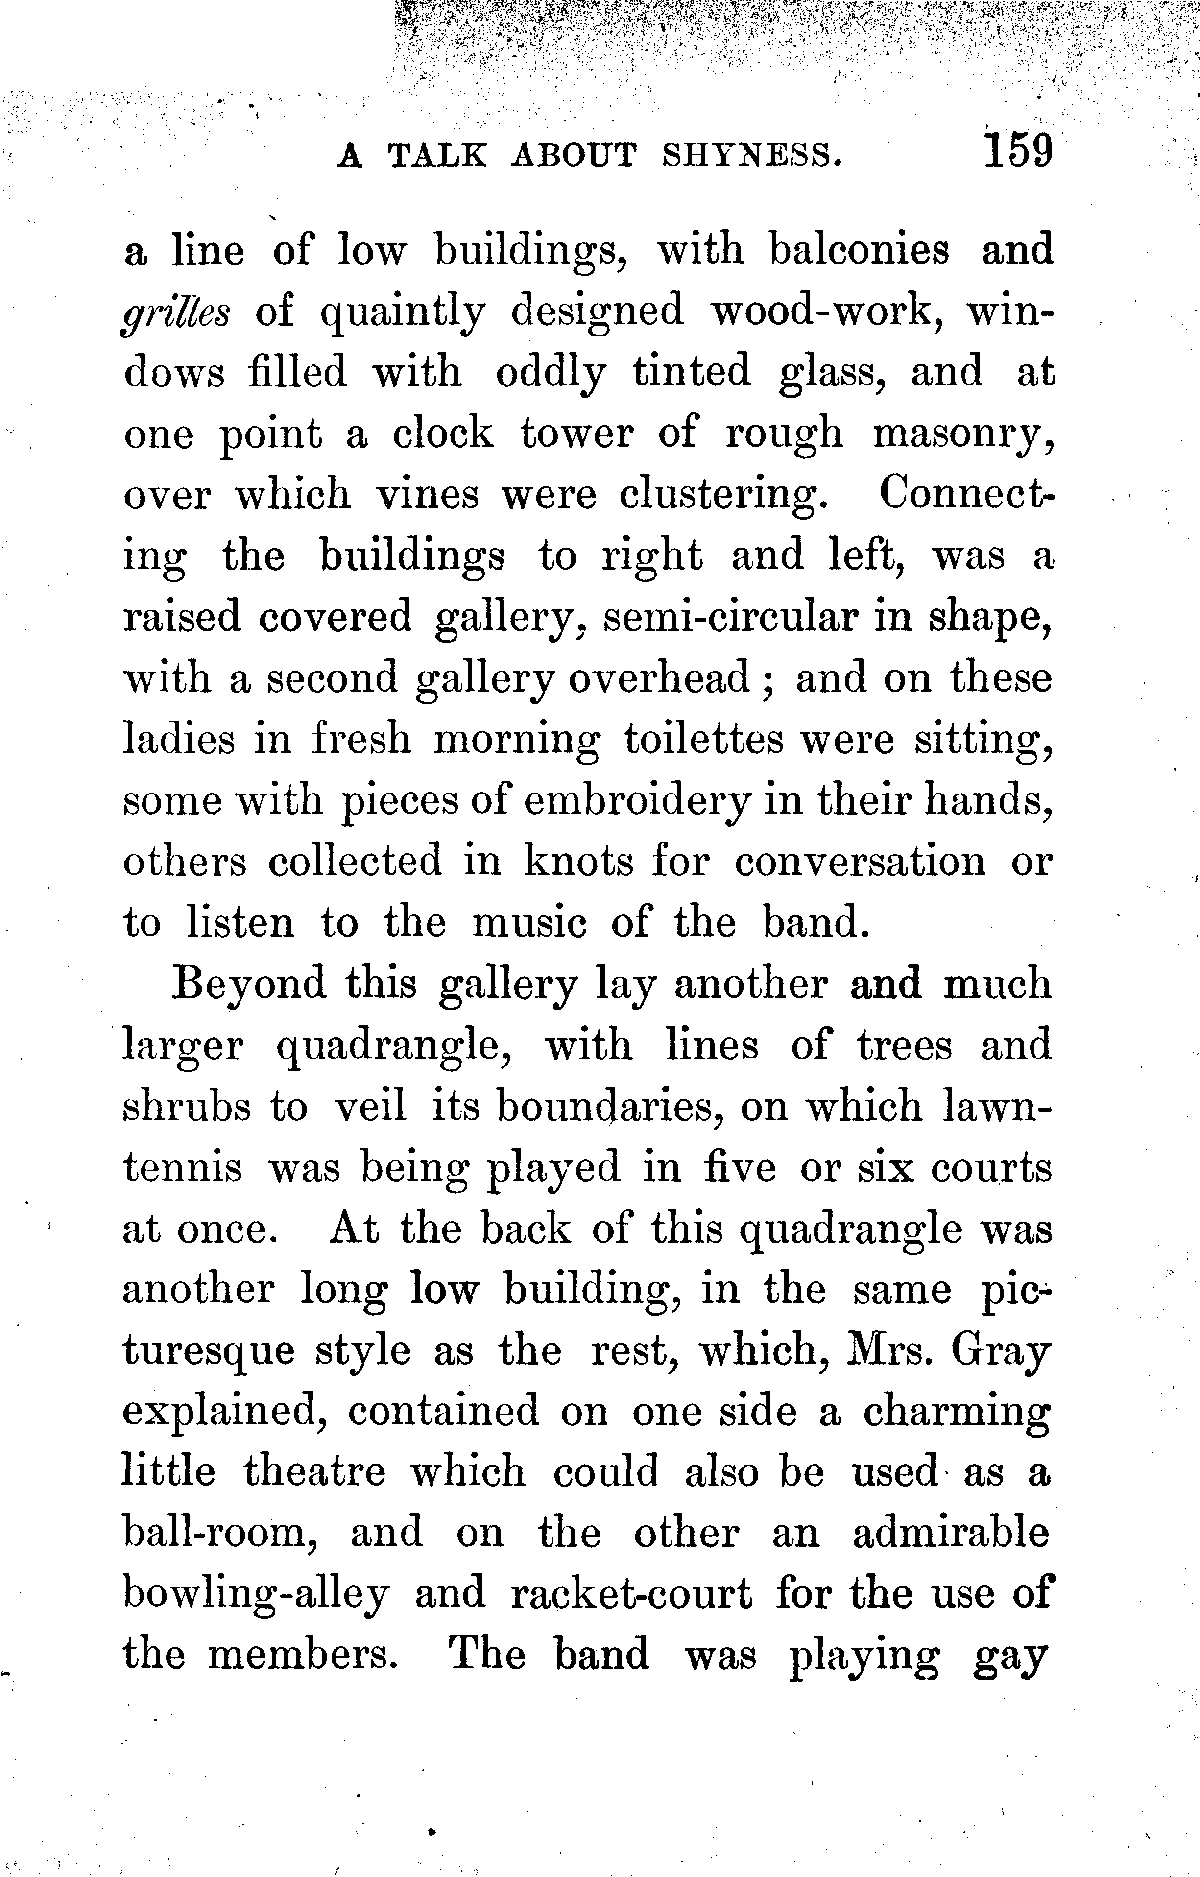 A TALK ABOUT SHYNESS. 159
a line of low buildings, with balconies and
grilles of quaintly designed wood-work, win-
dows filled with oddly tinted glass, and at
one point a clock tower of rough masonry,
over which vines were clustering. Connect-
ing the buildings to right and left, was a
raised covered gallery, semi-circular in shape,
with a second gallery overhead ; and on these
ladies in fresh morning toilettes were sitting,
some with pieces of embroidery in their hands,
others collected in knots for conversation or
to listen to the music of the band.
Beyond this gallery lay another and much
larger quadrangle, with lines of trees and
shrubs to veil its boundaries, on which lawn-
tennis was being played in five or six courts
at once. At the back of this quadrangle was
another long low building, in the same pic-
turesque style as the rest, which, Mrs. Gray
explained, contained on one side a charming
little theatre which could also be used as a
ball-room, and on the other an admirable
bowling-alley and racket-court for the use of
the members. The band was playing gay